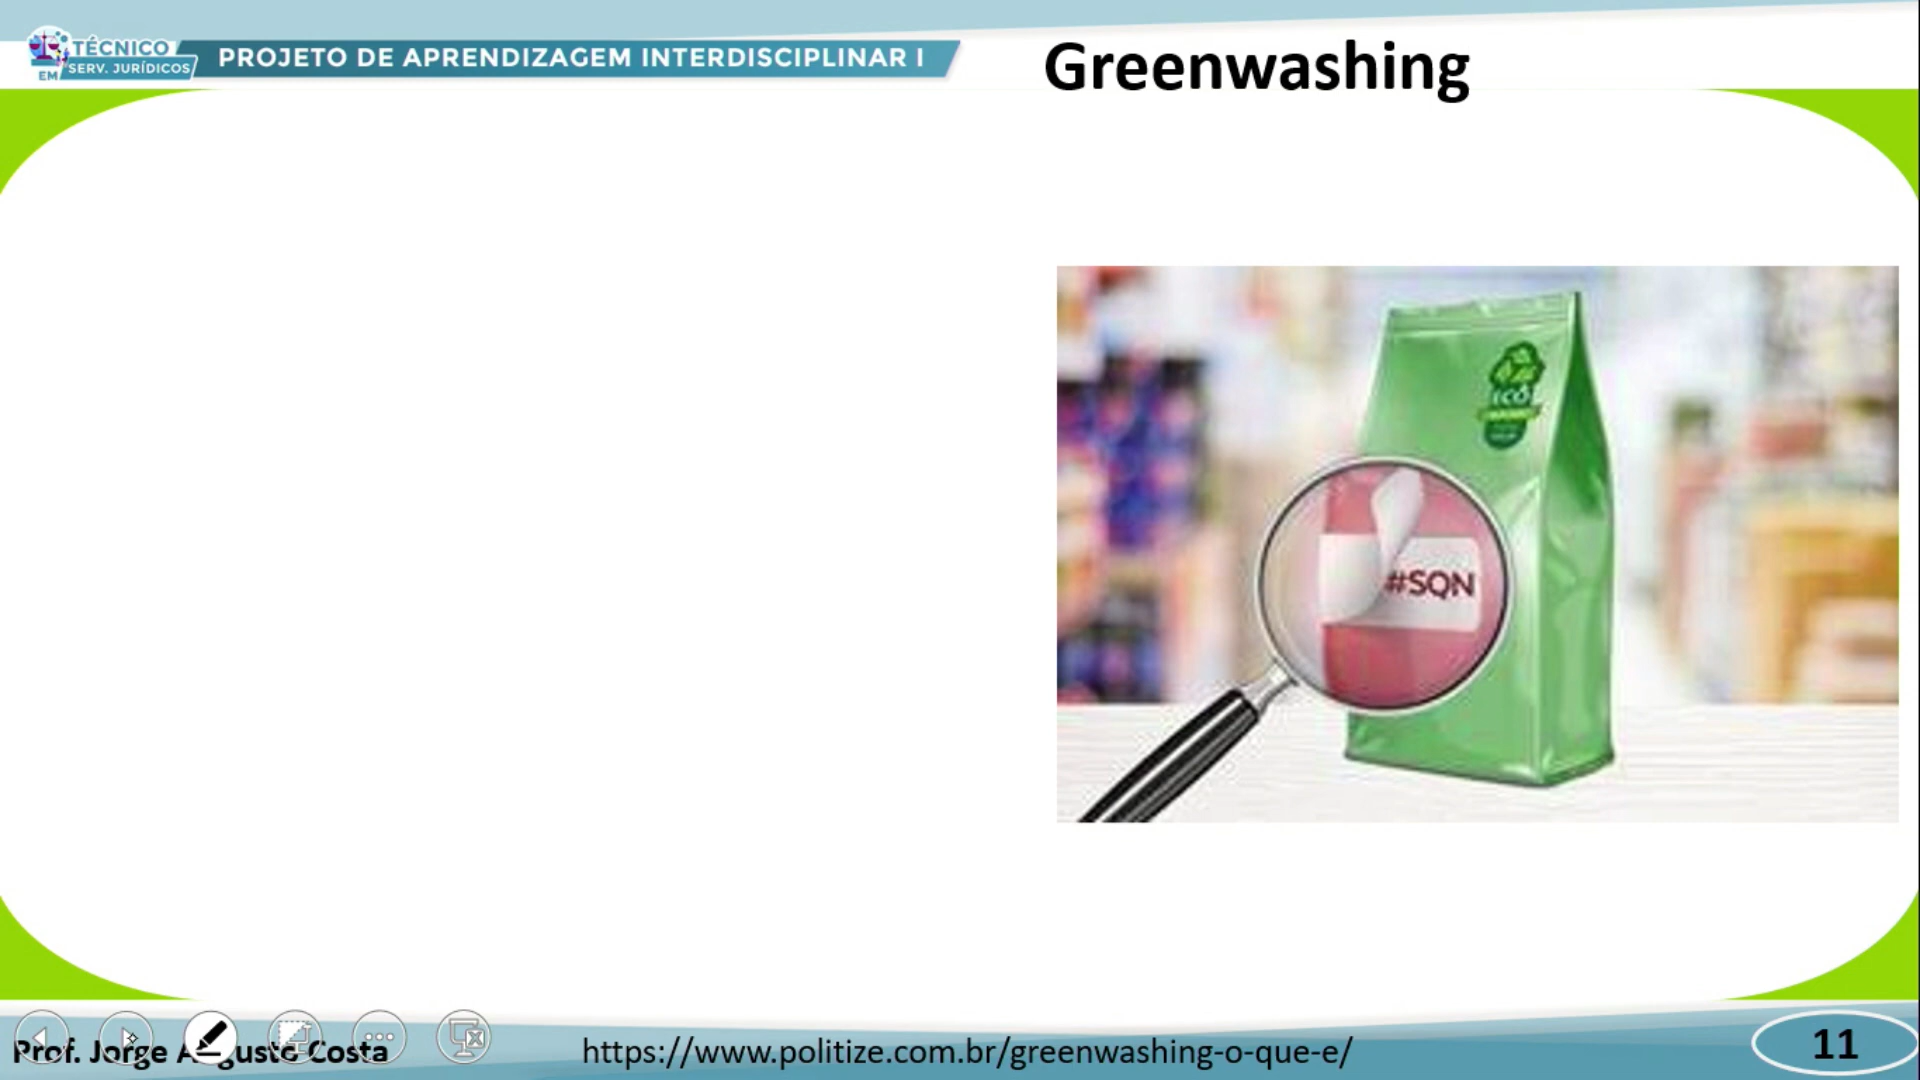 TÉCNICO
EM SERV. JURÍDICOS
PROJETO DE APRENDIZAGEM INTERDISCIPLINAR I
Greenwashing
ECO
#SQN
Prof. Jorge Augusto Costa
https://www.politize.com.br/greenwashing-o-que-e/
11